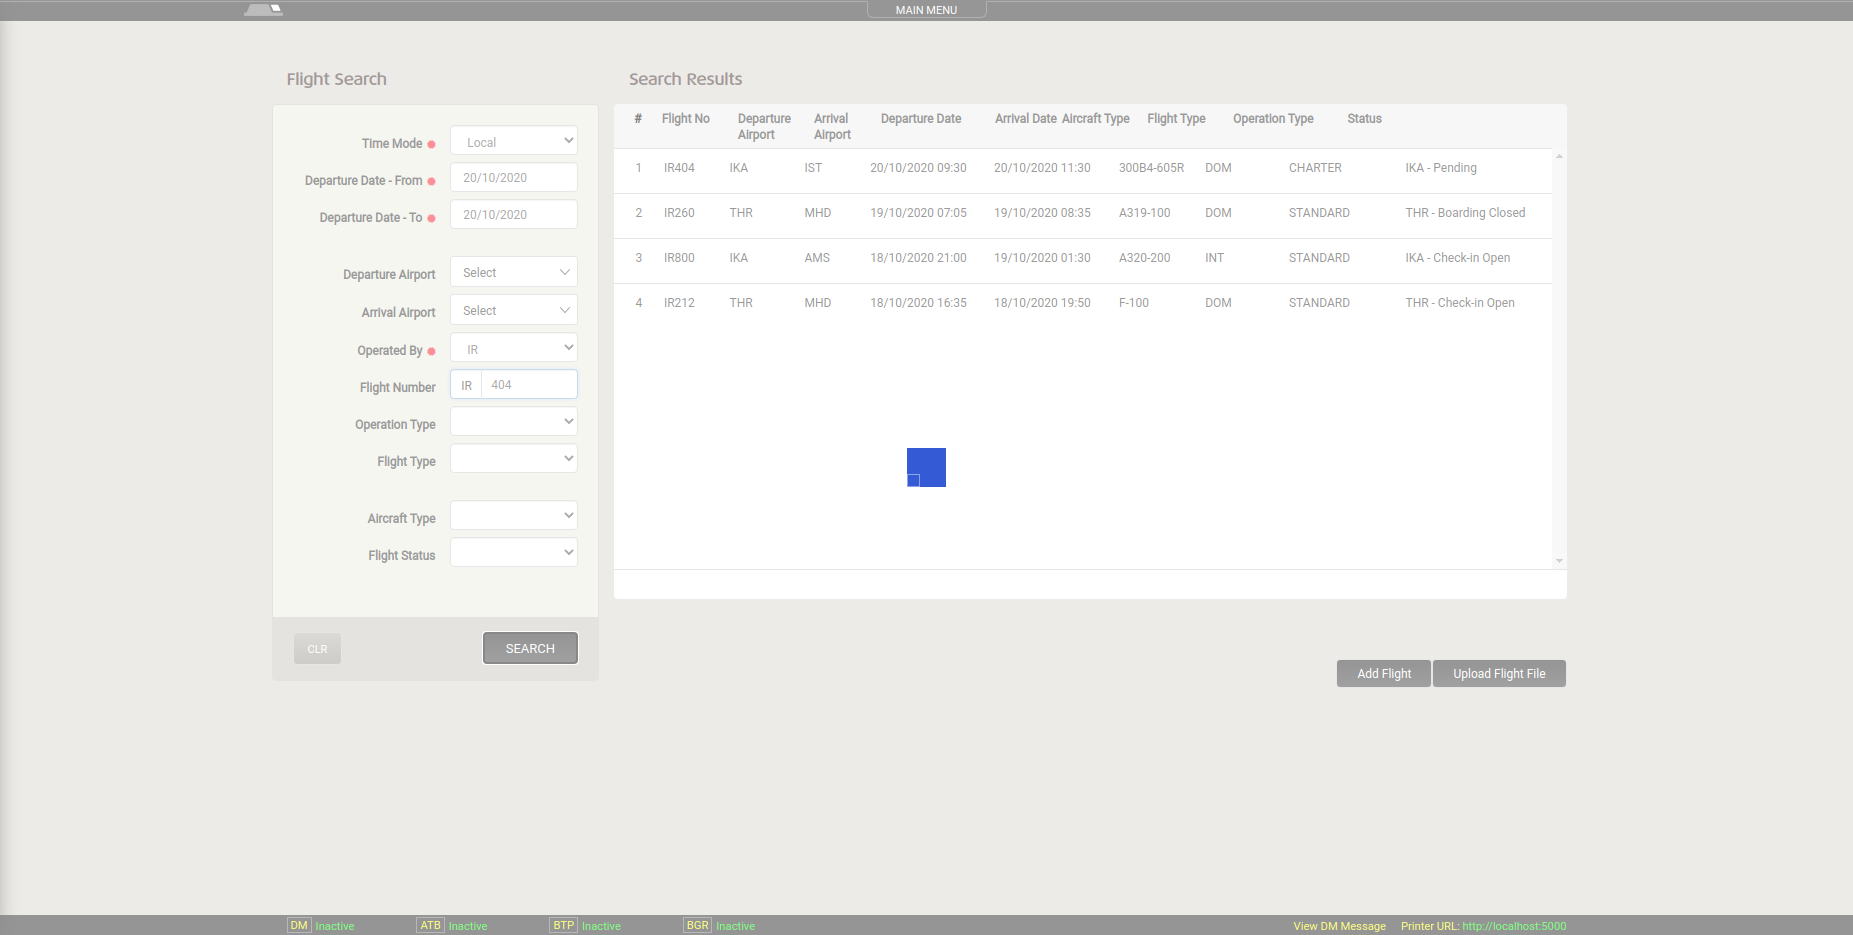 MAIN MENU
Flight Search
Time Mode
Local
Departure Date - From
20/10/2020
Departure Date - To
20/10/2020
Departure Airport
Select
Arrival Airport
Select
Operated By
IR
Flight Number
IR 404
Operation Type
Flight Type
Aircraft Type
Flight Status
CLR
SEARCH
Search Results
# Flight No Departure Airport Arrival Airport Departure Date Arrival Date Aircraft Type Flight Type Operation Type Status
1 IR404 IKA IST 20/10/2020 09:30 20/10/2020 11:30 300B4-605R DOM CHARTER IKA - Pending
2 IR260 THR MHD 19/10/2020 07:05 19/10/2020 08:35 A319-100 DOM STANDARD THR - Boarding Closed
3 IR800 IKA AMS 18/10/2020 21:00 19/10/2020 01:30 A320-200 INT STANDARD IKA - Check-in Open
4 IR212 THR MHD 18/10/2020 16:35 18/10/2020 19:50 F-100 DOM STANDARD THR - Check-in Open
Add Flight
Upload Flight File
DM Inactive ATB Inactive BTP Inactive BGR Inactive View DM Message Printer URL: http://localhost:5000